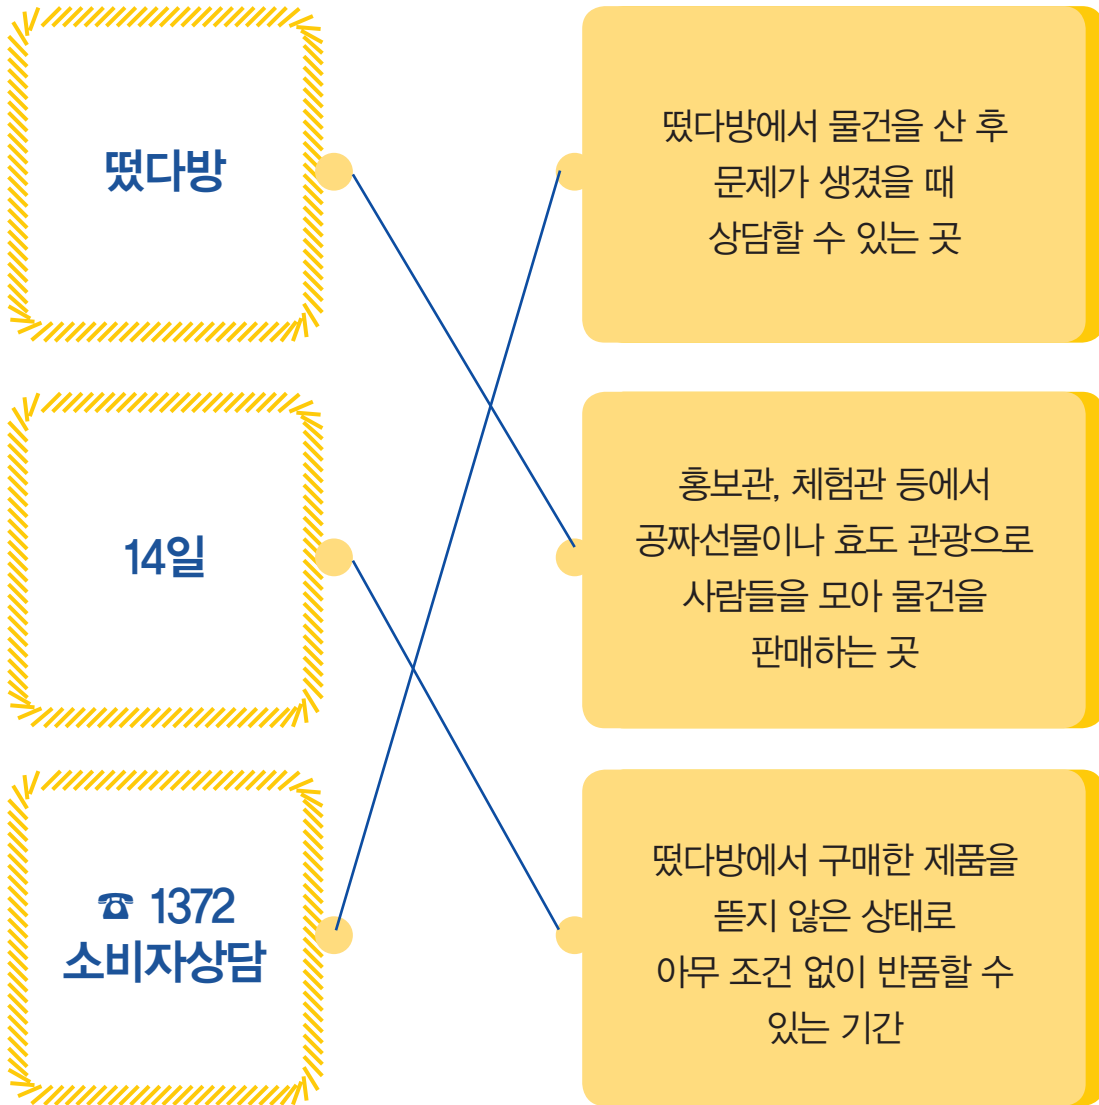 떴다방
떴다방에서 물건을 산 후
문제가 생겼을 때
상담할 수 있는 곳
14일
홍보관, 체험관 등에서
공짜선물이나 효도 관광으로
사람들을 모아 물건을
판매하는 곳
☎ 1372
소비자상담
떴다방에서 구매한 제품을
뜯지 않은 상태로
아무 조건 없이 반품할 수
있는 기간